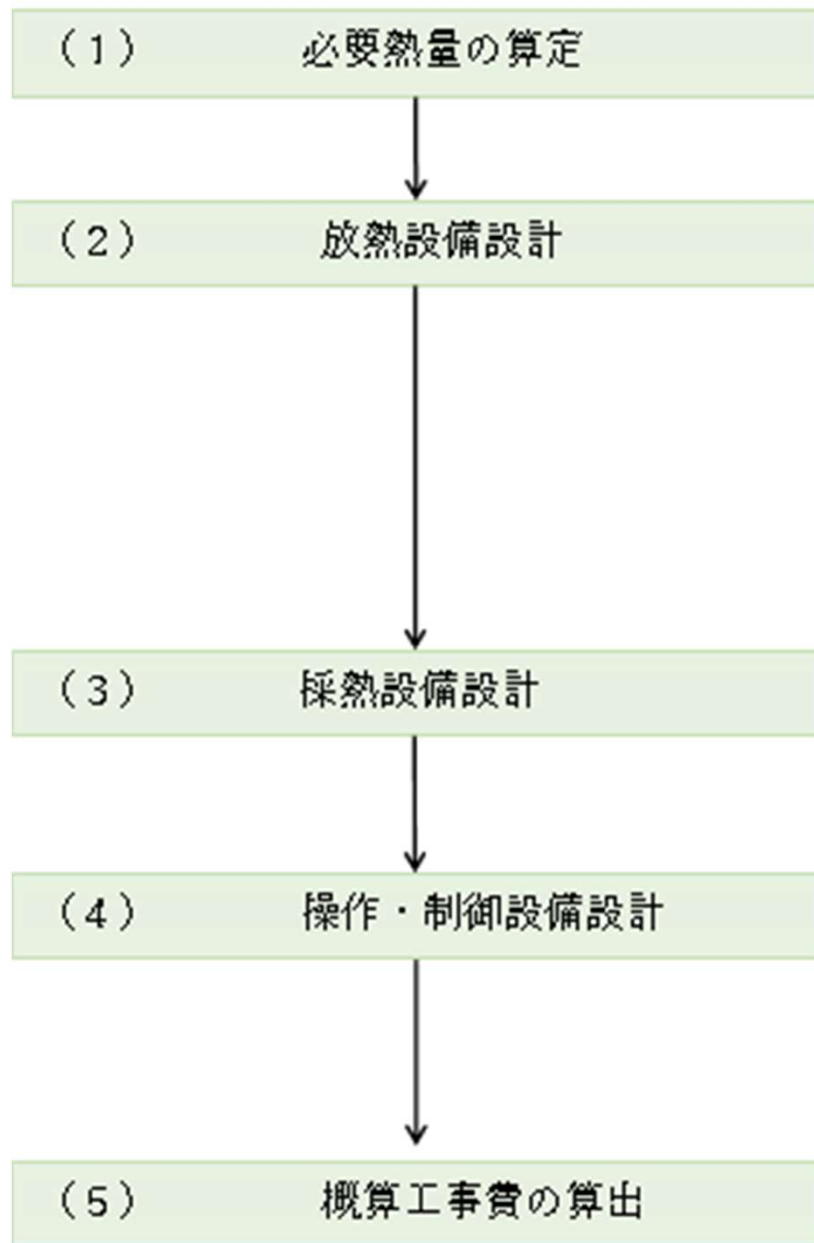 （１） 必要熱量の算定
（２） 放熱設備設計
（３） 採熱設備設計
（４） 操作・制御設備設計
（５） 概算工事費の算出